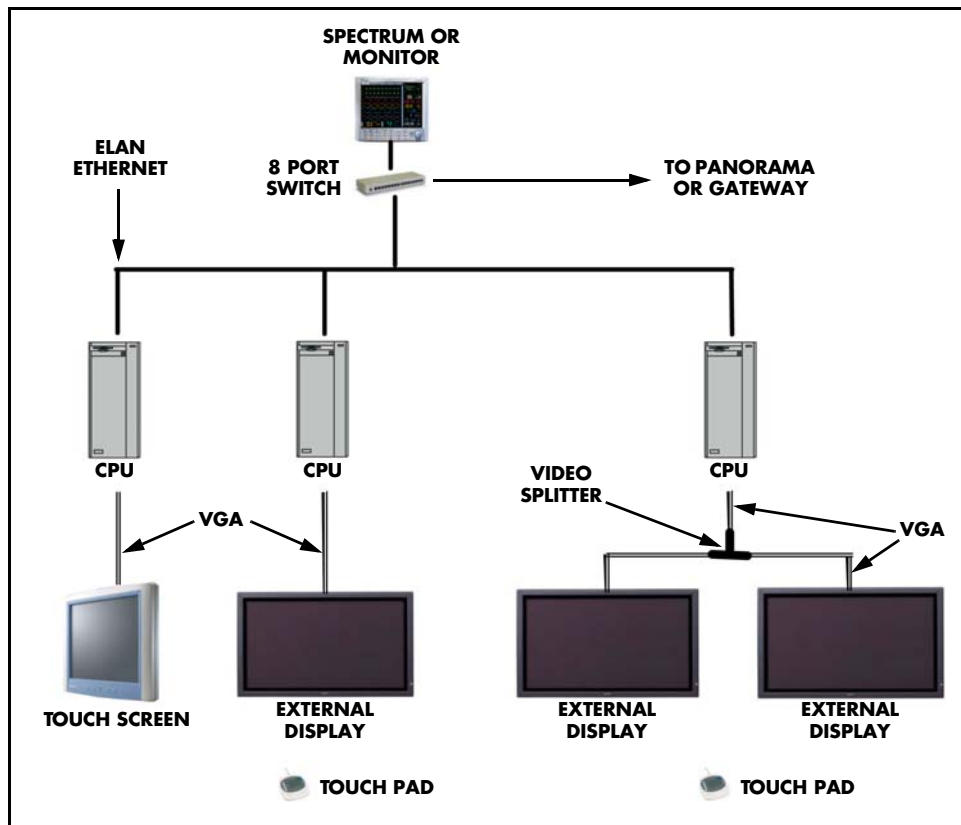 SPECTRUM OR
MONITOR
ELAN
ETHERNET
8 PORT
SWITCH
TO PANORAMA
OR GATEWAY
CPU
CPU
CPU
VIDEO
SPLITTER
VGA
VGA
TOUCH SCREEN
EXTERNAL
DISPLAY
EXTERNAL
DISPLAY
EXTERNAL
DISPLAY
TOUCH PAD
TOUCH PAD